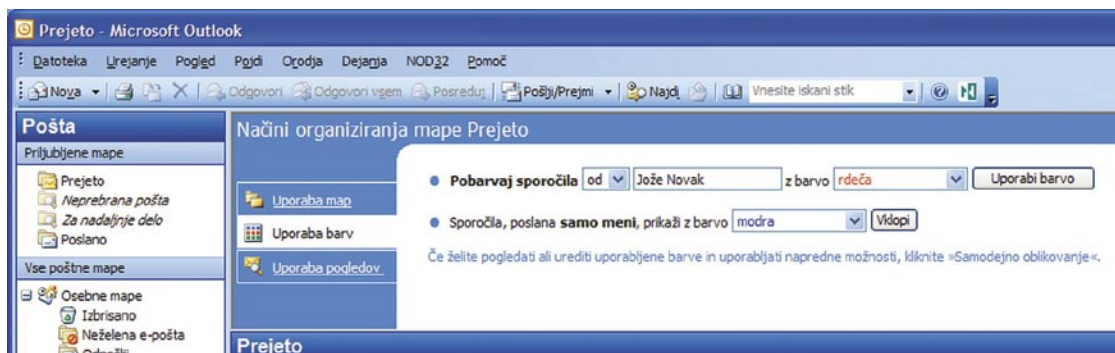 Prejeto - Microsoft Outlook
Datoteka Urejanje Pogled Pojdi Orodja Dejanja NOD32 Pomoč
Nova Odgovori Odgovori vsem Posreduj Pošlji/Prejmi Najdi Vnesite iskani stik
Pošta
Priljubljene mape
Prejeto
Neprebrana pošta
Za nadaljnje delo
Poslano
Vse poštne mape
Osebne mape
Izbrisano
Neželena e-pošta
Načini organiziranja mape Prejeto
Uporaba map
Uporaba barv
Uporaba pogledov
Pobarvaj sporočila od Jože Novak z barvo rdeča Uporabi barvo
Sporočila, poslana samo meni, prikaži z barvo modra Vklopi
Če želite pogledati ali urediti uporabljene barve in uporabljati napredne možnosti, kliknite »Samodejno oblikovanje«.
Prejeto